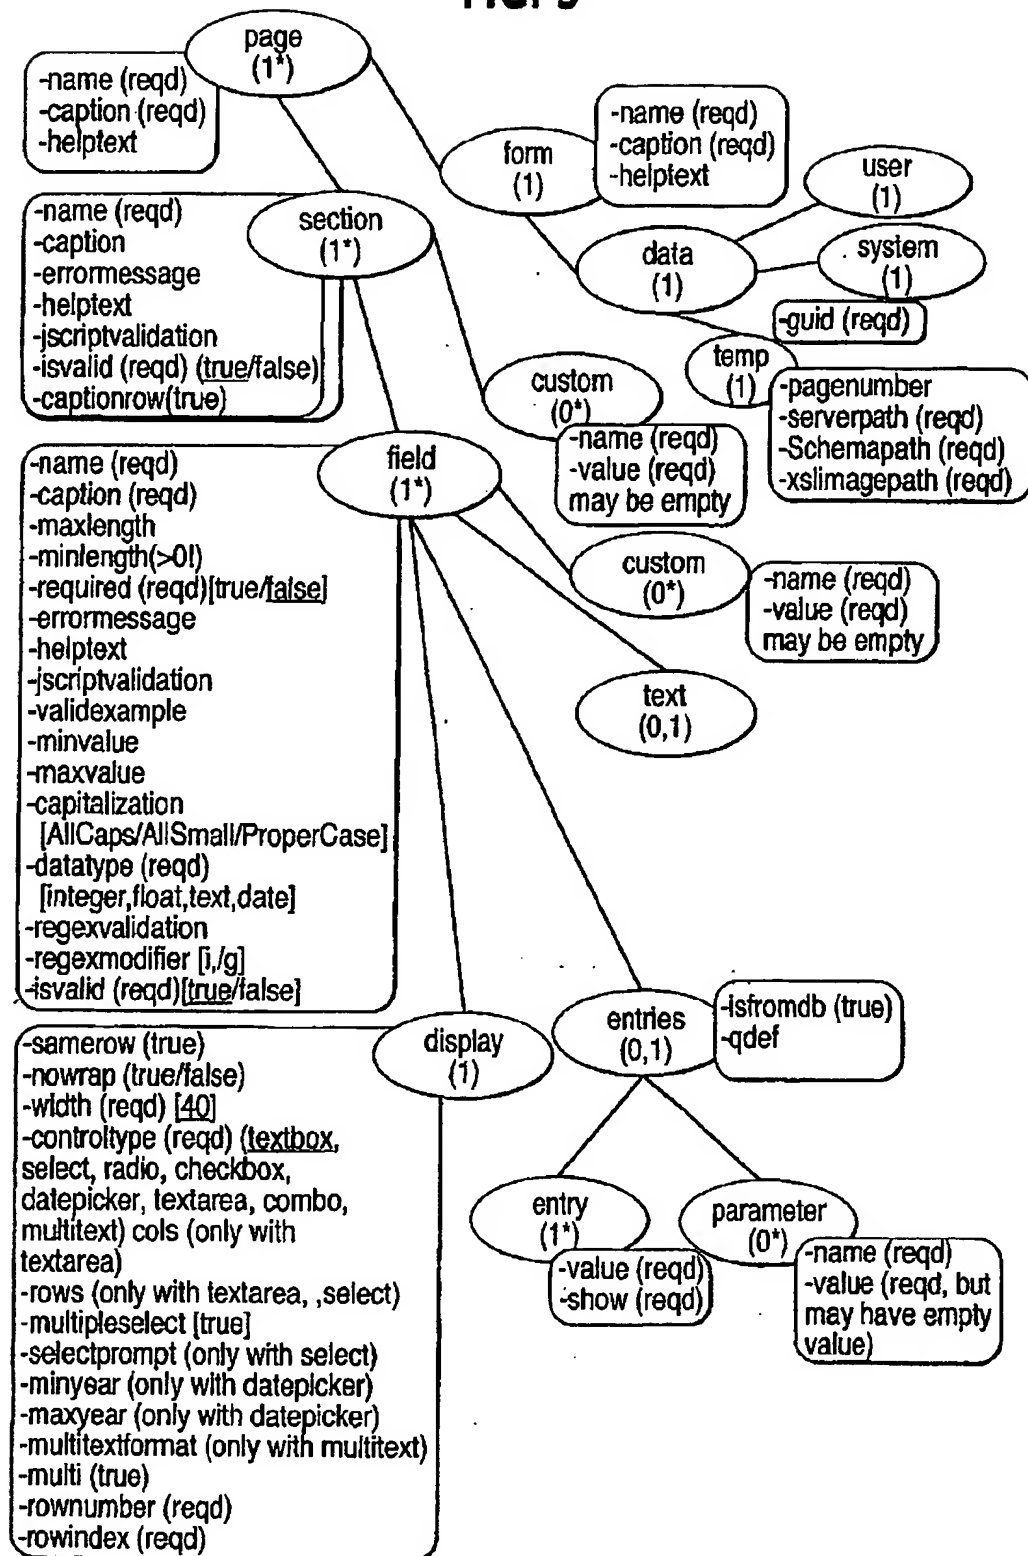 page
(1*)
-name (reqd)
-caption (reqd)
-helptext
form
(1)
-name (reqd)
-caption (reqd)
-helptext
user
(1)
data
(1)
system
(1)
-guid (reqd)
temp
(1)
-pagenumber
-serverpath (reqd)
-Schemapath (reqd)
-xslimagepath (reqd)
section
(1*)
-name (reqd)
-caption
-errormessage
-helptext
-jscriptvalidation
-isvalid (reqd) (true/false)
-captionrow(true)
custom
(0*)
-name (reqd)
-value (reqd)
may be empty
field
(1*)
-name (reqd)
-caption (reqd)
-maxlength
-minlength(>0!)
-required (reqd)[true/false]
-errormessage
-helptext
-jscriptvalidation
-validexample
-minvalue
-maxvalue
-capitalization
[AllCaps/AllSmall/ProperCase]
-datatype (reqd)
[integer,float,text,date]
-regexvalidation
-regexmodifier [i,/g]
-isvalid (reqd)[true/false]
custom
(0*)
-name (reqd)
-value (reqd)
may be empty
text
(0,1)
display
(1)
-samerow (true)
-nowrap (true/false)
-width (reqd) [40]
-controltype (reqd) (textbox,
select, radio, checkbox,
datepicker, textarea, combo,
multitext) cols (only with
textarea)
-rows (only with textarea, ,select)
-multipleselect [true]
-selectprompt (only with select)
-minyear (only with datepicker)
-maxyear (only with datepicker)
-multitextformat (only with multitext)
-multi (true)
-rownumber (reqd)
-rowindex (reqd)
entries
(0,1)
-isfromdb (true)
-qdef
entry
(1*)
-value (reqd)
-show (reqd)
parameter
(0*)
-name (reqd)
-value (reqd, but
may have empty
value)